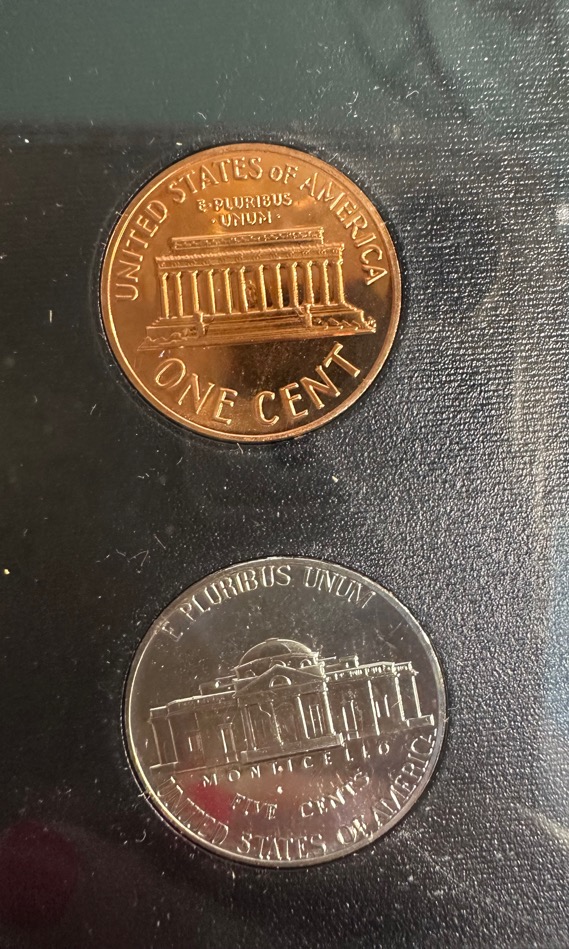 UNITED STATES OF AMERICA
E·PLURIBUS
·UNUM·
ONE CENT
E PLURIBUS UNUM
MONTICELLO
FIVE CENTS
UNITED STATES OF AMERICA